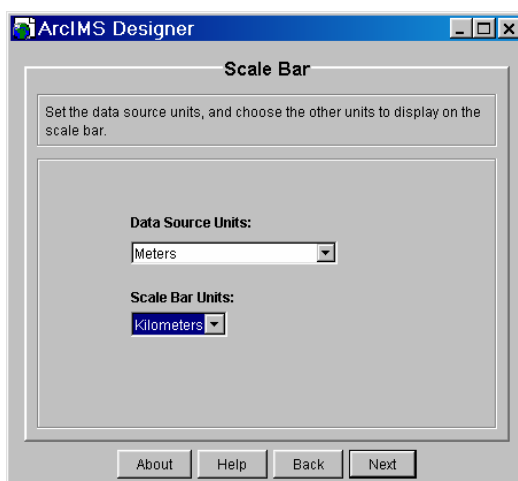 ArcIMS Designer
Scale Bar
Set the data source units, and choose the other units to display on the
scale bar.
Data Source Units:
Meters
Scale Bar Units:
Kilometers
About Help Back Next